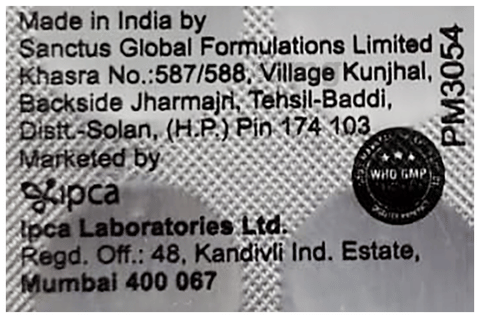 Made in India by
Sanctus Global Formulations Limited
Khasra No.:587/588, Village Kunjhal,
Backside Jharmajri, Tehsil-Baddi,
Distt.-Solan, (H.P.) Pin 174 103
Marketed by
ipca
Ipca Laboratories Ltd.
Regd. Off.: 48, Kandivli Ind. Estate,
Mumbai 400 067
PM3054
WHO GMP